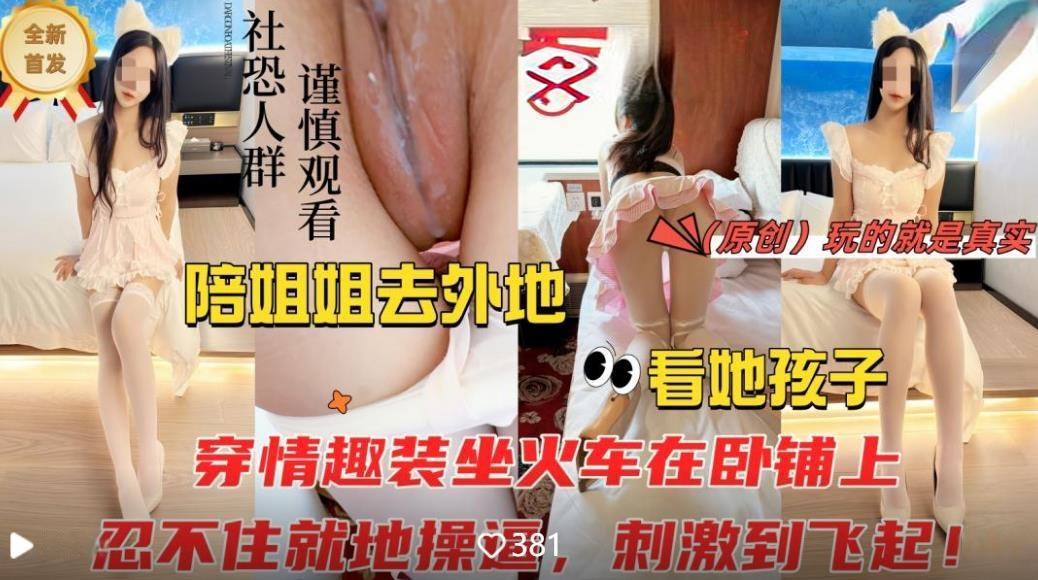 全新
首发
社恐人群
谨慎观看
(原创)玩的就是真实
陪姐姐去外地
看她孩子
穿情趣装坐火车在卧铺上
忍不住就地操逼，刺激到飞起！
381